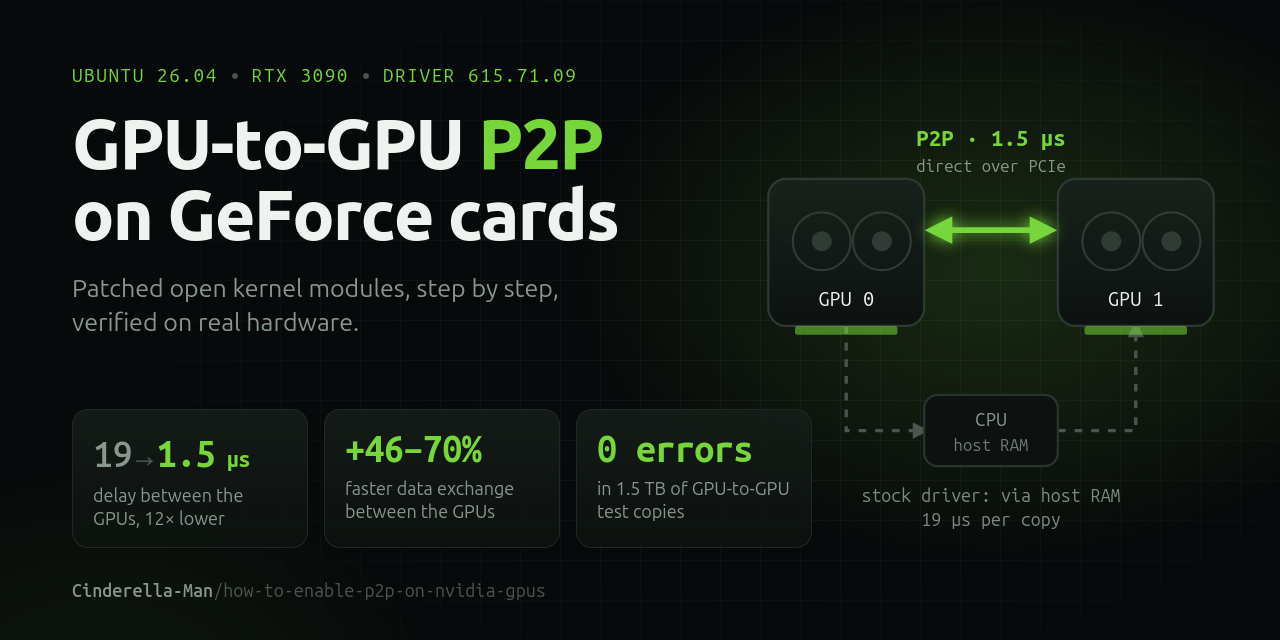 UBUNTU 26.04 • RTX 3090 • DRIVER 615.71.09
GPU-to-GPU P2P
on GeForce cards
Patched open kernel modules, step by step,
verified on real hardware.
19→1.5 µs
delay between the
GPUs, 12× lower
+46–70%
faster data exchange
between the GPUs
0 errors
in 1.5 TB of GPU-to-GPU
test copies
Cinderella-Man/how-to-enable-p2p-on-nvidia-gpus
P2P · 1.5 µs
direct over PCIe
GPU 0
GPU 1
CPU
host RAM
stock driver: via host RAM
19 µs per copy